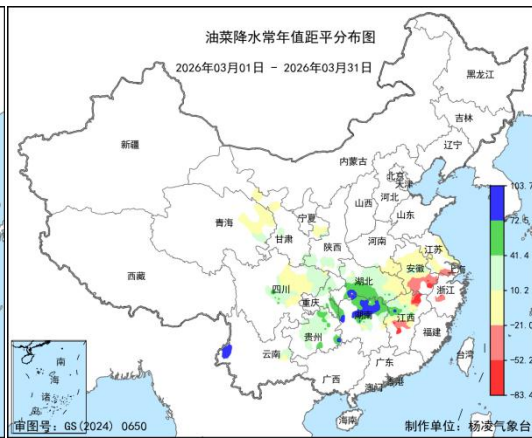 油菜降水常年值距平分布图
2026年03月01日 - 2026年03月31日
黑龙江
吉林
辽宁
新疆
内蒙古
北京
天津
河北
山西
山东
宁夏
青海
甘肃
陕西
河南
江苏
安徽
上海
西藏
四川
湖北
重庆
浙江
湖南
江西
贵州
福建
云南
台湾
广西
广东
澳门
香港
海南
南
海
诸
岛
103.7
72.5
41.4
10.2
-21.0
-52.2
-83.4
审图号: GS(2024) 0650
制作单位: 杨凌气象台